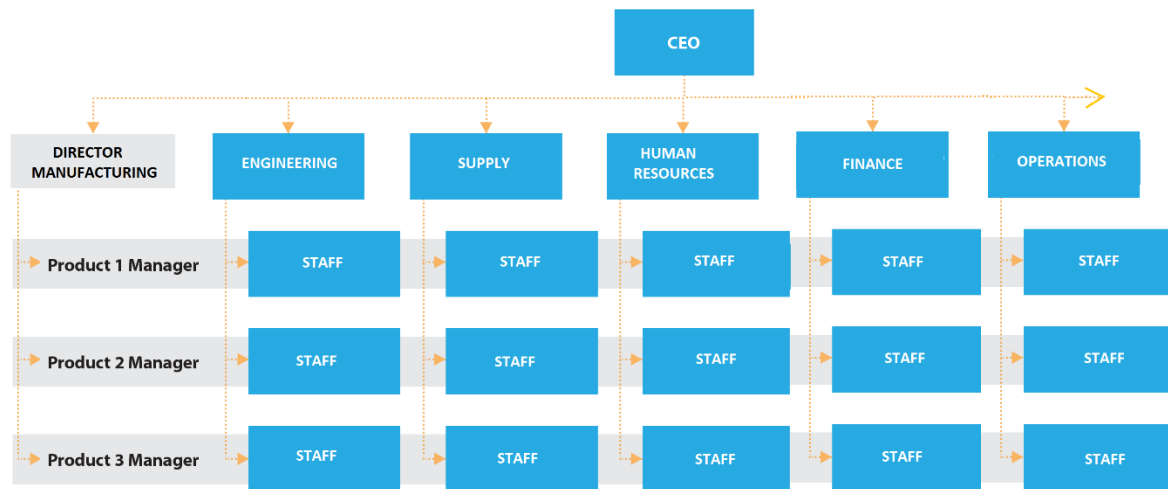 CEO
DIRECTOR
MANUFACTURING
ENGINEERING
SUPPLY
HUMAN
RESOURCES
FINANCE
OPERATIONS
Product 1 Manager
STAFF
STAFF
STAFF
STAFF
STAFF
Product 2 Manager
STAFF
STAFF
STAFF
STAFF
STAFF
Product 3 Manager
STAFF
STAFF
STAFF
STAFF
STAFF